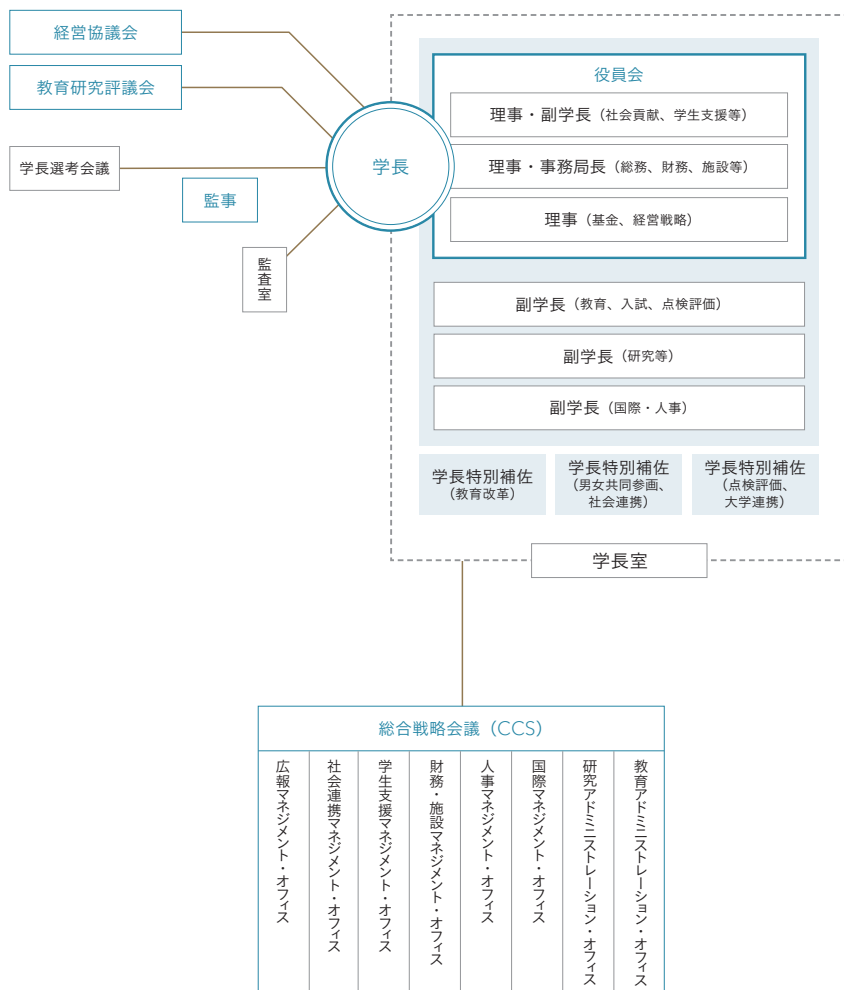 経営協議会
教育研究評議会
学長選考会議
監事
監査室
学長
役員会
理事・副学長（社会貢献、学生支援等）
理事・事務局長（総務、財務、施設等）
理事（基金、経営戦略）
副学長（教育、入試、点検評価）
副学長（研究等）
副学長（国際・人事）
学長特別補佐
（教育改革）
学長特別補佐
（男女共同参画、
社会連携）
学長特別補佐
（点検評価、
大学連携）
学長室
総合戦略会議（CCS）
広報マネジメント・オフィス
社会連携マネジメント・オフィス
学生支援マネジメント・オフィス
財務・施設マネジメント・オフィス
人事マネジメント・オフィス
国際マネジメント・オフィス
研究アドミニストレーション・オフィス
教育アドミニストレーション・オフィス